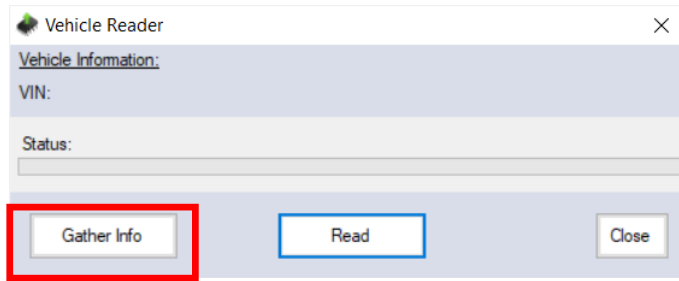 Vehicle Reader
Vehicle Information:
VIN:
Status:
Gather Info Read Close